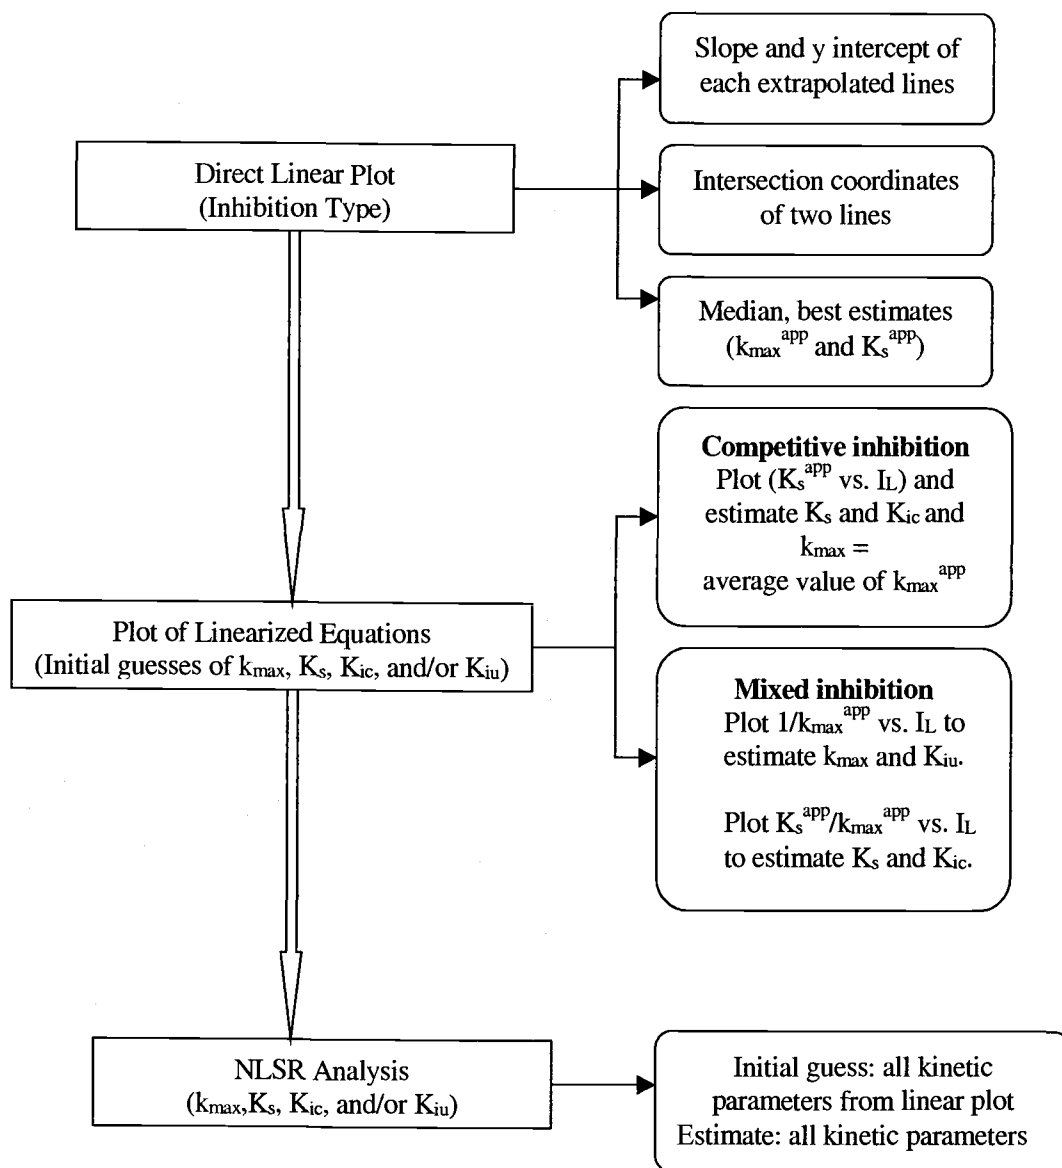 Slope and y intercept of
each extrapolated lines
Direct Linear Plot
(Inhibition Type)
Intersection coordinates
of two lines
Median, best estimates
(kmax^app and Ks^app)
Competitive inhibition
Plot (Ks^app vs. IL) and
estimate Ks and Kic and
kmax =
average value of kmax^app
Plot of Linearized Equations
(Initial guesses of kmax, Ks, Kic, and/or Kiu)
Mixed inhibition
Plot 1/kmax^app vs. IL to
estimate kmax and Kiu.
Plot Ks^app/kmax^app vs. IL
to estimate Ks and Kic.
NLSR Analysis
(kmax,Ks, Kic, and/or Kiu)
Initial guess: all kinetic
parameters from linear plot
Estimate: all kinetic parameters